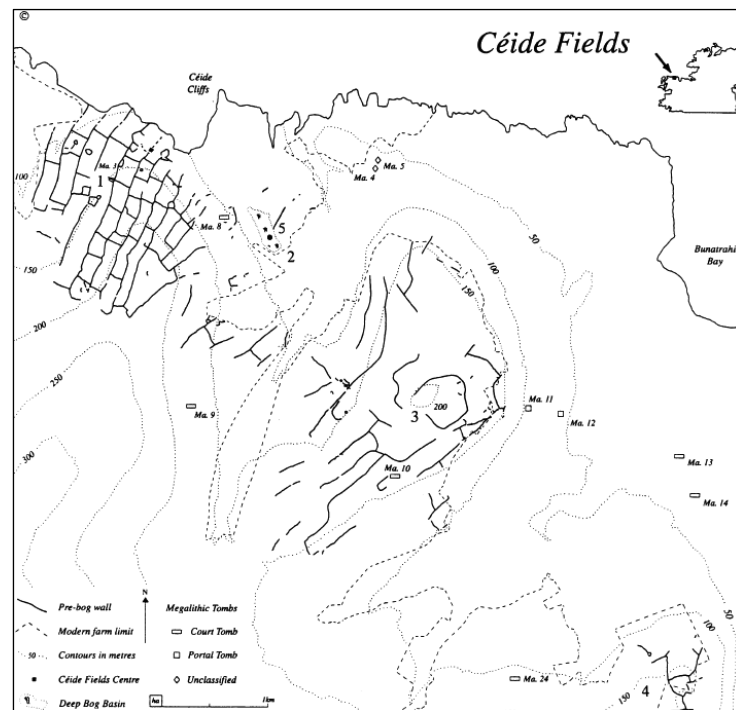 ©
Céide Fields
Céide
Cliffs
Ma. 3
2
1
100
Ma. 5
Ma. 4
Ma. 8
5
2
50
100
150
Bunatrahir
Bay
150
200
250
300
Ma. 9
3
200
Ma. 10
Ma. 11
Ma. 12
Ma. 13
Ma. 14
Ma. 24
100
50
150
4
Pre-bog wall
N
Megalithic Tombs
Modern farm limit
Court Tomb
50
Contours in metres
Portal Tomb
Céide Fields Centre
Unclassified
Deep Bog Basin
ha
1km